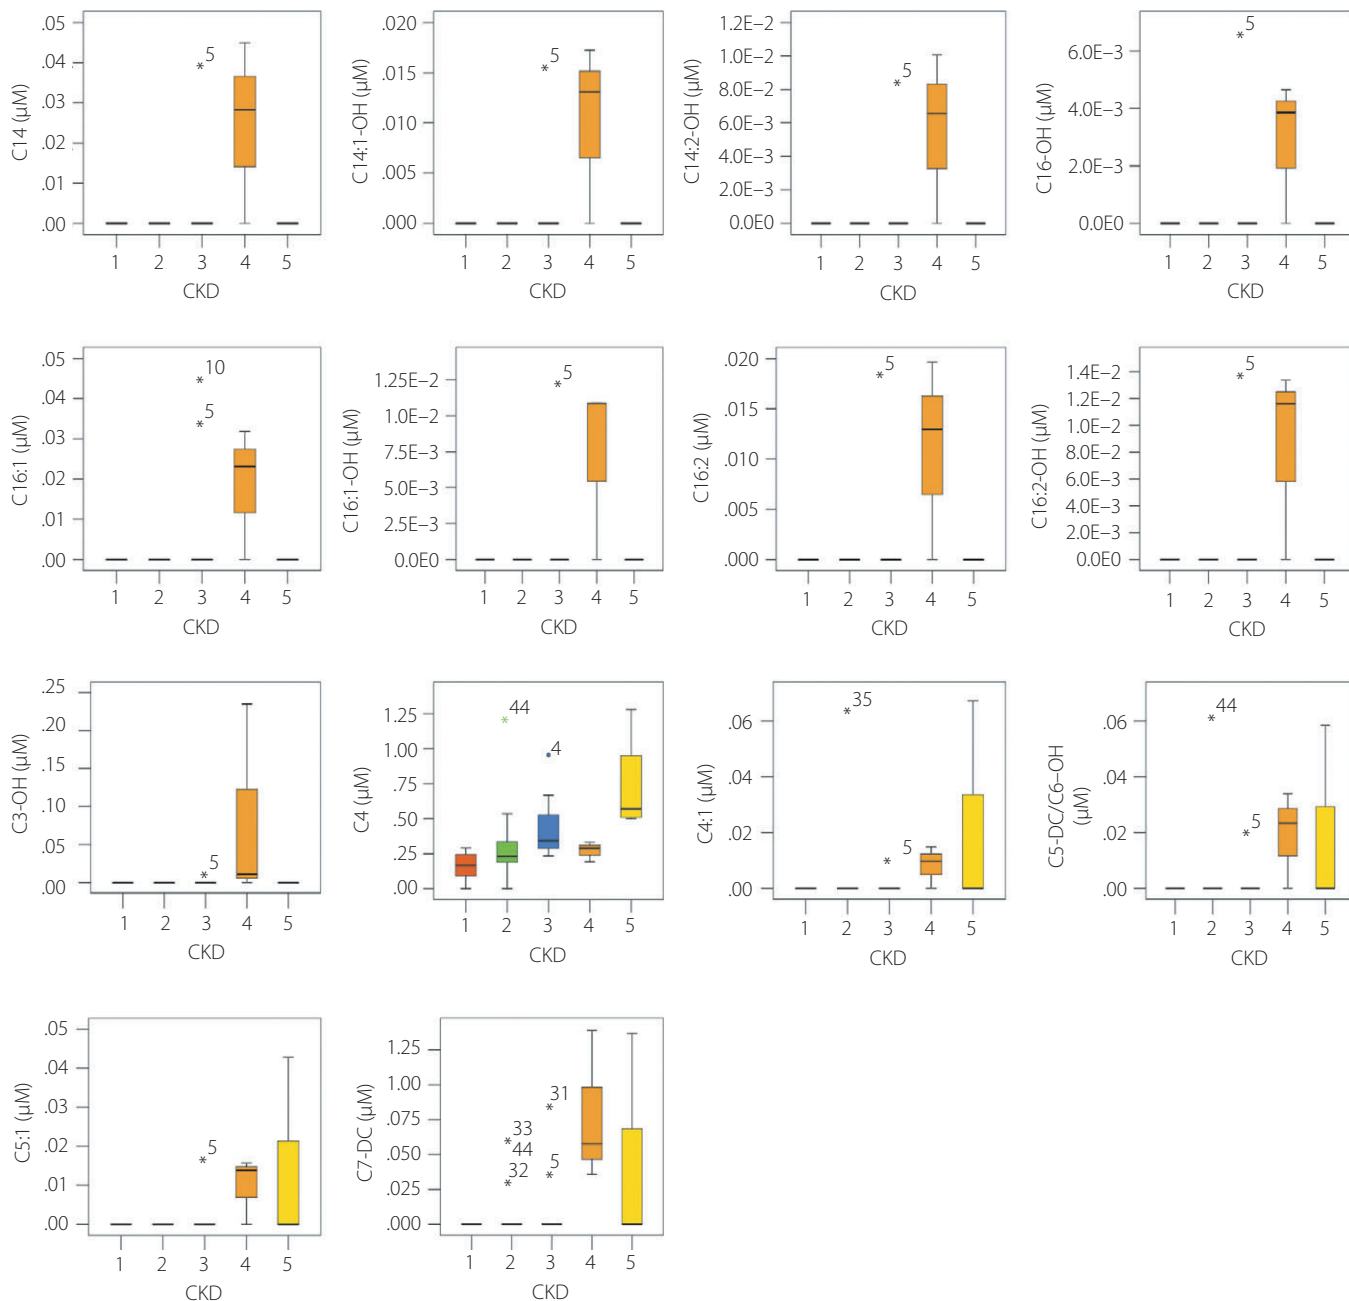 C14 (µM)
.05
.04
.03
.02
.01
.00
*5
1 2 3 4 5
CKD
C14:1-OH (µM)
.020
.015
.010
.005
.000
*5
1 2 3 4 5
CKD
C14:2-OH (µM)
1.2E–2
1.0E–2
8.0E–2
6.0E–3
4.0E–3
2.0E–3
0.0E0
*5
1 2 3 4 5
CKD
C16-OH (µM)
6.0E–3
4.0E–3
2.0E–3
0.0E0
*5
1 2 3 4 5
CKD
C16:1 (µM)
.05
.04
.03
.02
.01
.00
*10
*5
1 2 3 4 5
CKD
C16:1-OH (µM)
1.25E–2
1.0E–2
7.5E–3
5.0E–3
2.5E–3
0.0E0
*5
1 2 3 4 5
CKD
C16:2 (µM)
.020
.015
.010
.005
.000
*5
1 2 3 4 5
CKD
C16:2-OH (µM)
1.4E–2
1.2E–2
1.0E–2
8.0E–3
6.0E–3
4.0E–3
2.0E–3
0.0E0
*5
1 2 3 4 5
CKD
C3-OH (µM)
.25
.20
.10
.05
.00
*5
1 2 3 4 5
CKD
C4 (µM)
1.25
1.00
.75
.50
.25
.00
*44
4
1 2 3 4 5
CKD
C4:1 (µM)
.06
.04
.02
.00
*35
*5
1 2 3 4 5
CKD
C5-DC/C6–OH
(µM)
.06
.04
.02
.00
*44
*5
1 2 3 4 5
CKD
C5:1 (µM)
.05
.04
.03
.02
.01
.00
*5
1 2 3 4 5
CKD
C7-DC (µM)
1.25
1.00
0.75
.050
.025
.000
*33
44
*32
*31
*5
1 2 3 4 5
CKD